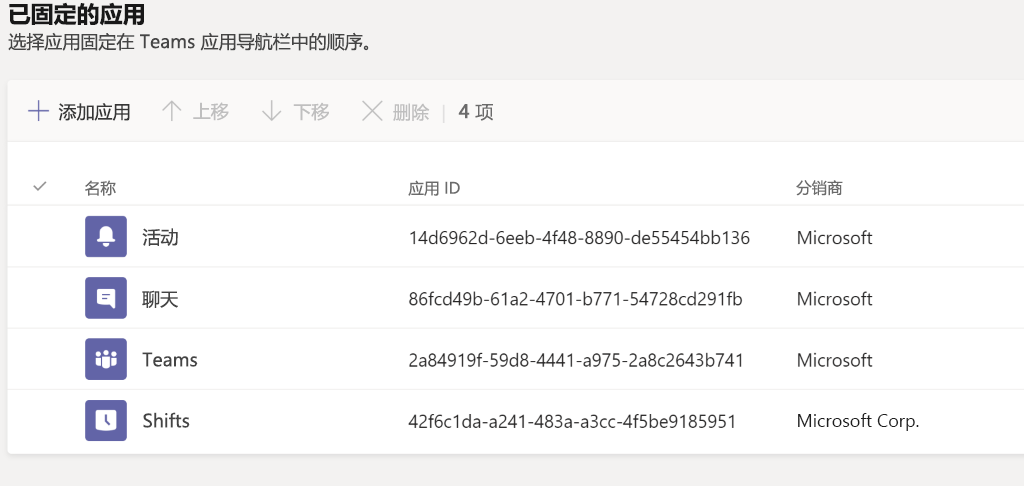 已固定的应用
选择应用固定在 Teams 应用导航栏中的顺序。
添加应用 上移 下移 删除 4 项
名称 应用 ID 分销商
活动 14d6962d-6eeb-4f48-8890-de55454bb136 Microsoft
聊天 86fcd49b-61a2-4701-b771-54728cd291fb Microsoft
Teams 2a84919f-59d8-4441-a975-2a8c2643b741 Microsoft
Shifts 42f6c1da-a241-483a-a3cc-4f5be9185951 Microsoft Corp.